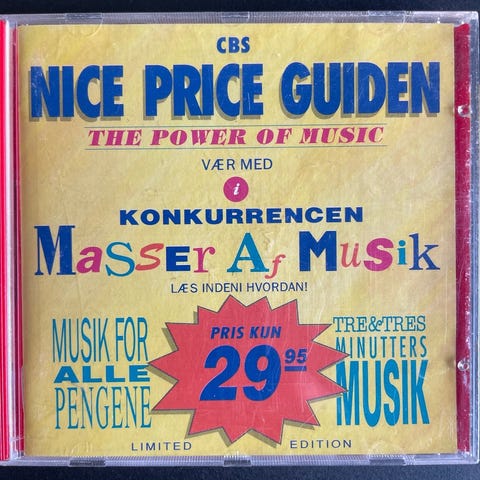 CBS
NICE PRICE GUIDEN
THE POWER OF MUSIC
VÆR MED
i
KONKURRENCEN
MaSSer Af MuSik
LÆS INDENI HVORDAN!
MUSIK FOR
ALLE
PENGENE
PRIS KUN
29 95
TRE&TRES
MINUTTERS
MUSIK
LIMITED EDITION